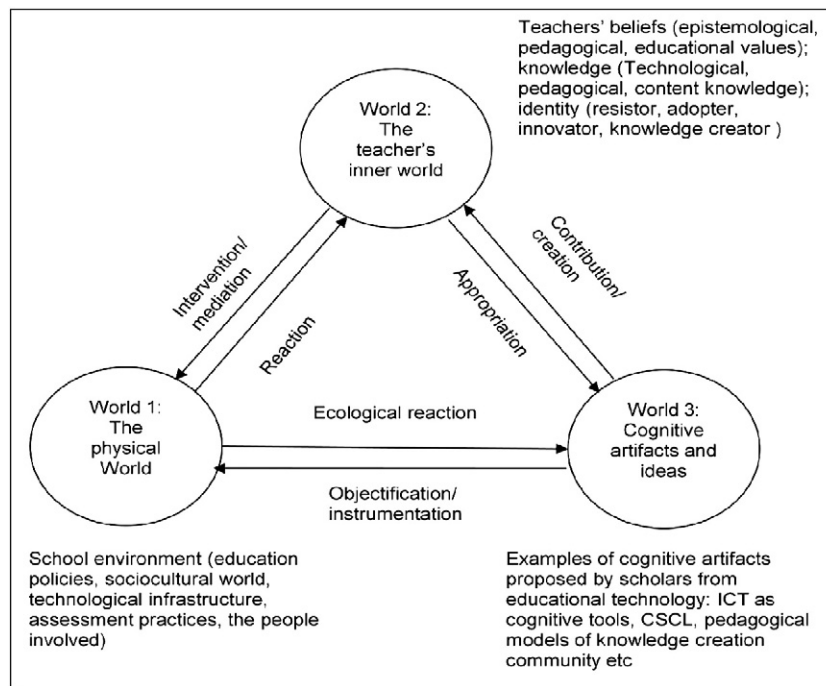 Teachers' beliefs (epistemological,
pedagogical, educational values);
knowledge (Technological,
pedagogical, content knowledge);
identity (resistor, adopter,
innovator, knowledge creator )
World 2:
The
teacher's
inner world
Intervention/
mediation
Reaction
Appropriation
Contribution/
creation
World 1:
The
physical
World
Ecological reaction
Objectification/
instrumentation
World 3:
Cognitive
artifacts and
ideas
School environment (education
policies, sociocultural world,
technological infrastructure,
assessment practices, the people
involved)
Examples of cognitive artifacts
proposed by scholars from
educational technology: ICT as
cognitive tools, CSCL, pedagogical
models of knowledge creation
community etc